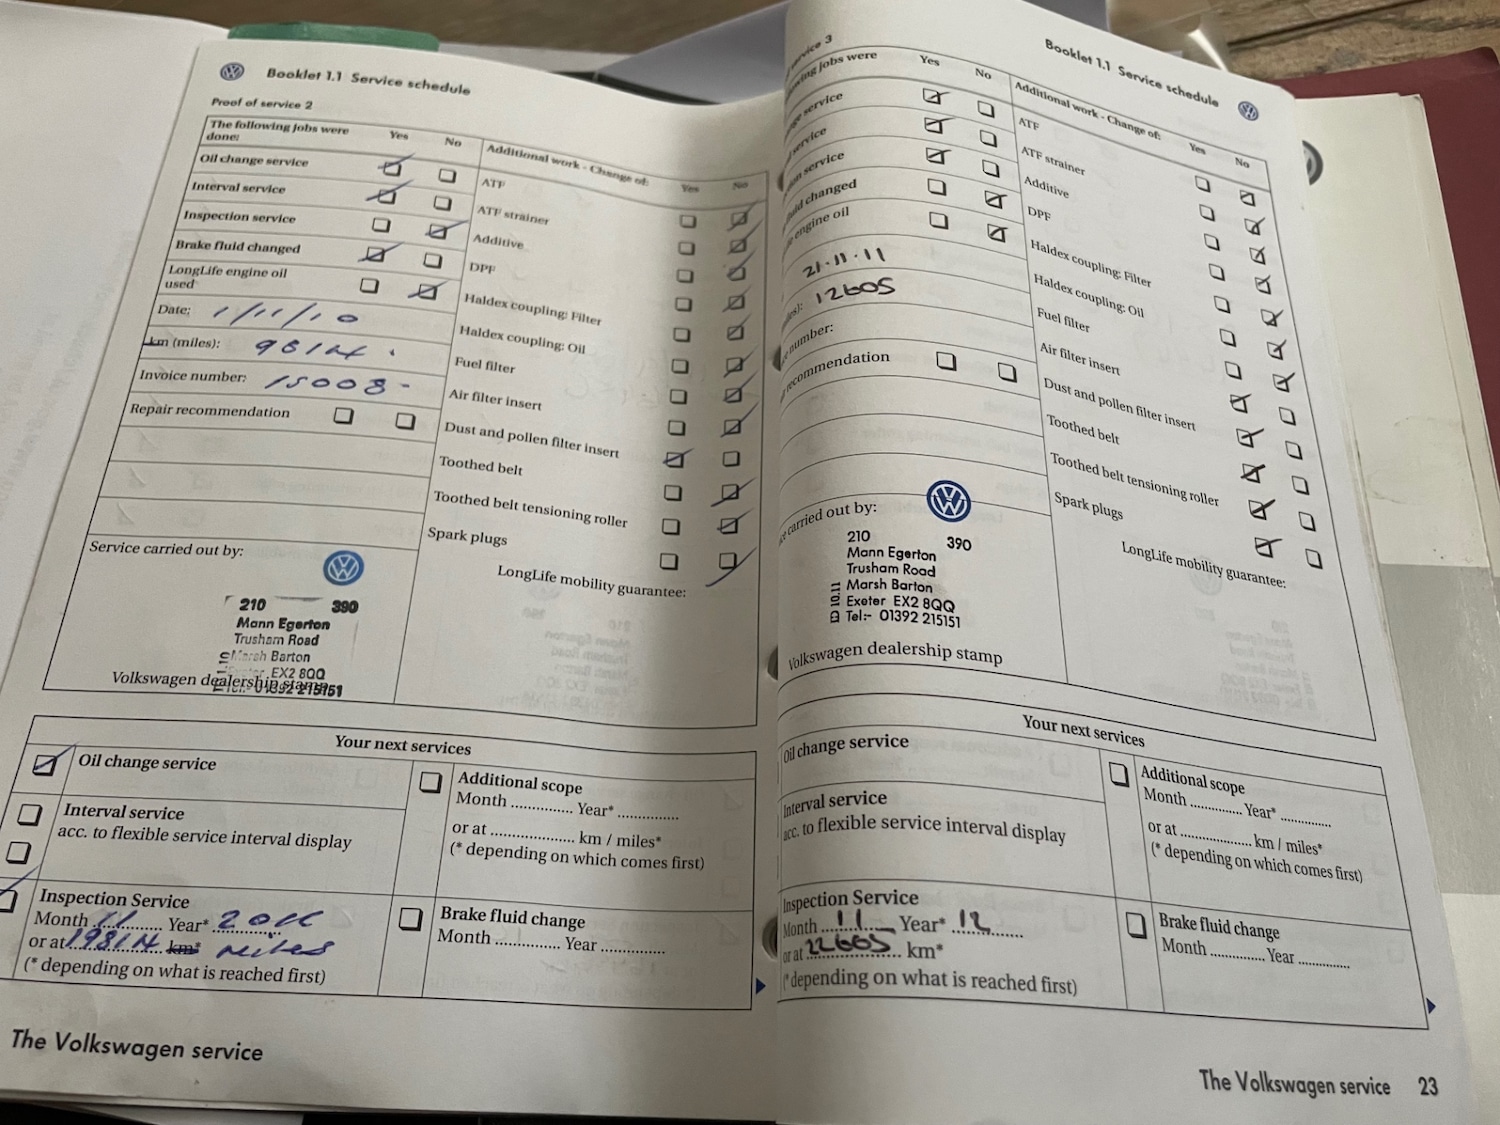 Booklet 1.1 Service schedule
Proof of service 2
The following jobs were done:
Yes No
Oil change service
Interval service
Inspection service
Brake fluid changed
LongLife engine oil used
Date: 1/11/10
km (miles): 9814
Invoice number: 15008
Repair recommendation
Additional work - Change of:
Yes No
ATF
ATF strainer
Additive
DPF
Haldex coupling: Filter
Haldex coupling: Oil
Fuel filter
Air filter insert
Dust and pollen filter insert
Toothed belt
Toothed belt tensioning roller
Spark plugs
LongLife mobility guarantee:
Service carried out by:
210 390
Mann Egerton
Trusham Road
Marsh Barton
EX2 8QQ
Tel:- 01392 215151
Volkswagen dealership stamp
Your next services
Oil change service
Interval service
acc. to flexible service interval display
Inspection Service
Month 11 Year* 2011
or at 19814 km* miles
(* depending on what is reached first)
Additional scope
Month .............. Year* ..............
or at ................... km / miles*
(* depending on which comes first)
Brake fluid change
Month .............. Year ..............
The Volkswagen service
Booklet 1.1 Service schedule
service 3
jobs were
Yes No
service
service
service
changed
engine oil
21.11.11
12605
number:
recommendation
Additional work - Change of:
Yes No
ATF
ATF strainer
Additive
DPF
Haldex coupling: Filter
Haldex coupling: Oil
Fuel filter
Air filter insert
Dust and pollen filter insert
Toothed belt
Toothed belt tensioning roller
Spark plugs
LongLife mobility guarantee:
carried out by:
210 390
Mann Egerton
Trusham Road
Marsh Barton
Exeter EX2 8QQ
Tel:- 01392 215151
Volkswagen dealership stamp
Your next services
Oil change service
Interval service
acc. to flexible service interval display
Inspection Service
Month 11 Year* 12
or at 22605 km*
(* depending on what is reached first)
Additional scope
Month .............. Year* ..............
or at ................... km / miles*
(* depending on which comes first)
Brake fluid change
Month .............. Year ..............
The Volkswagen service 23